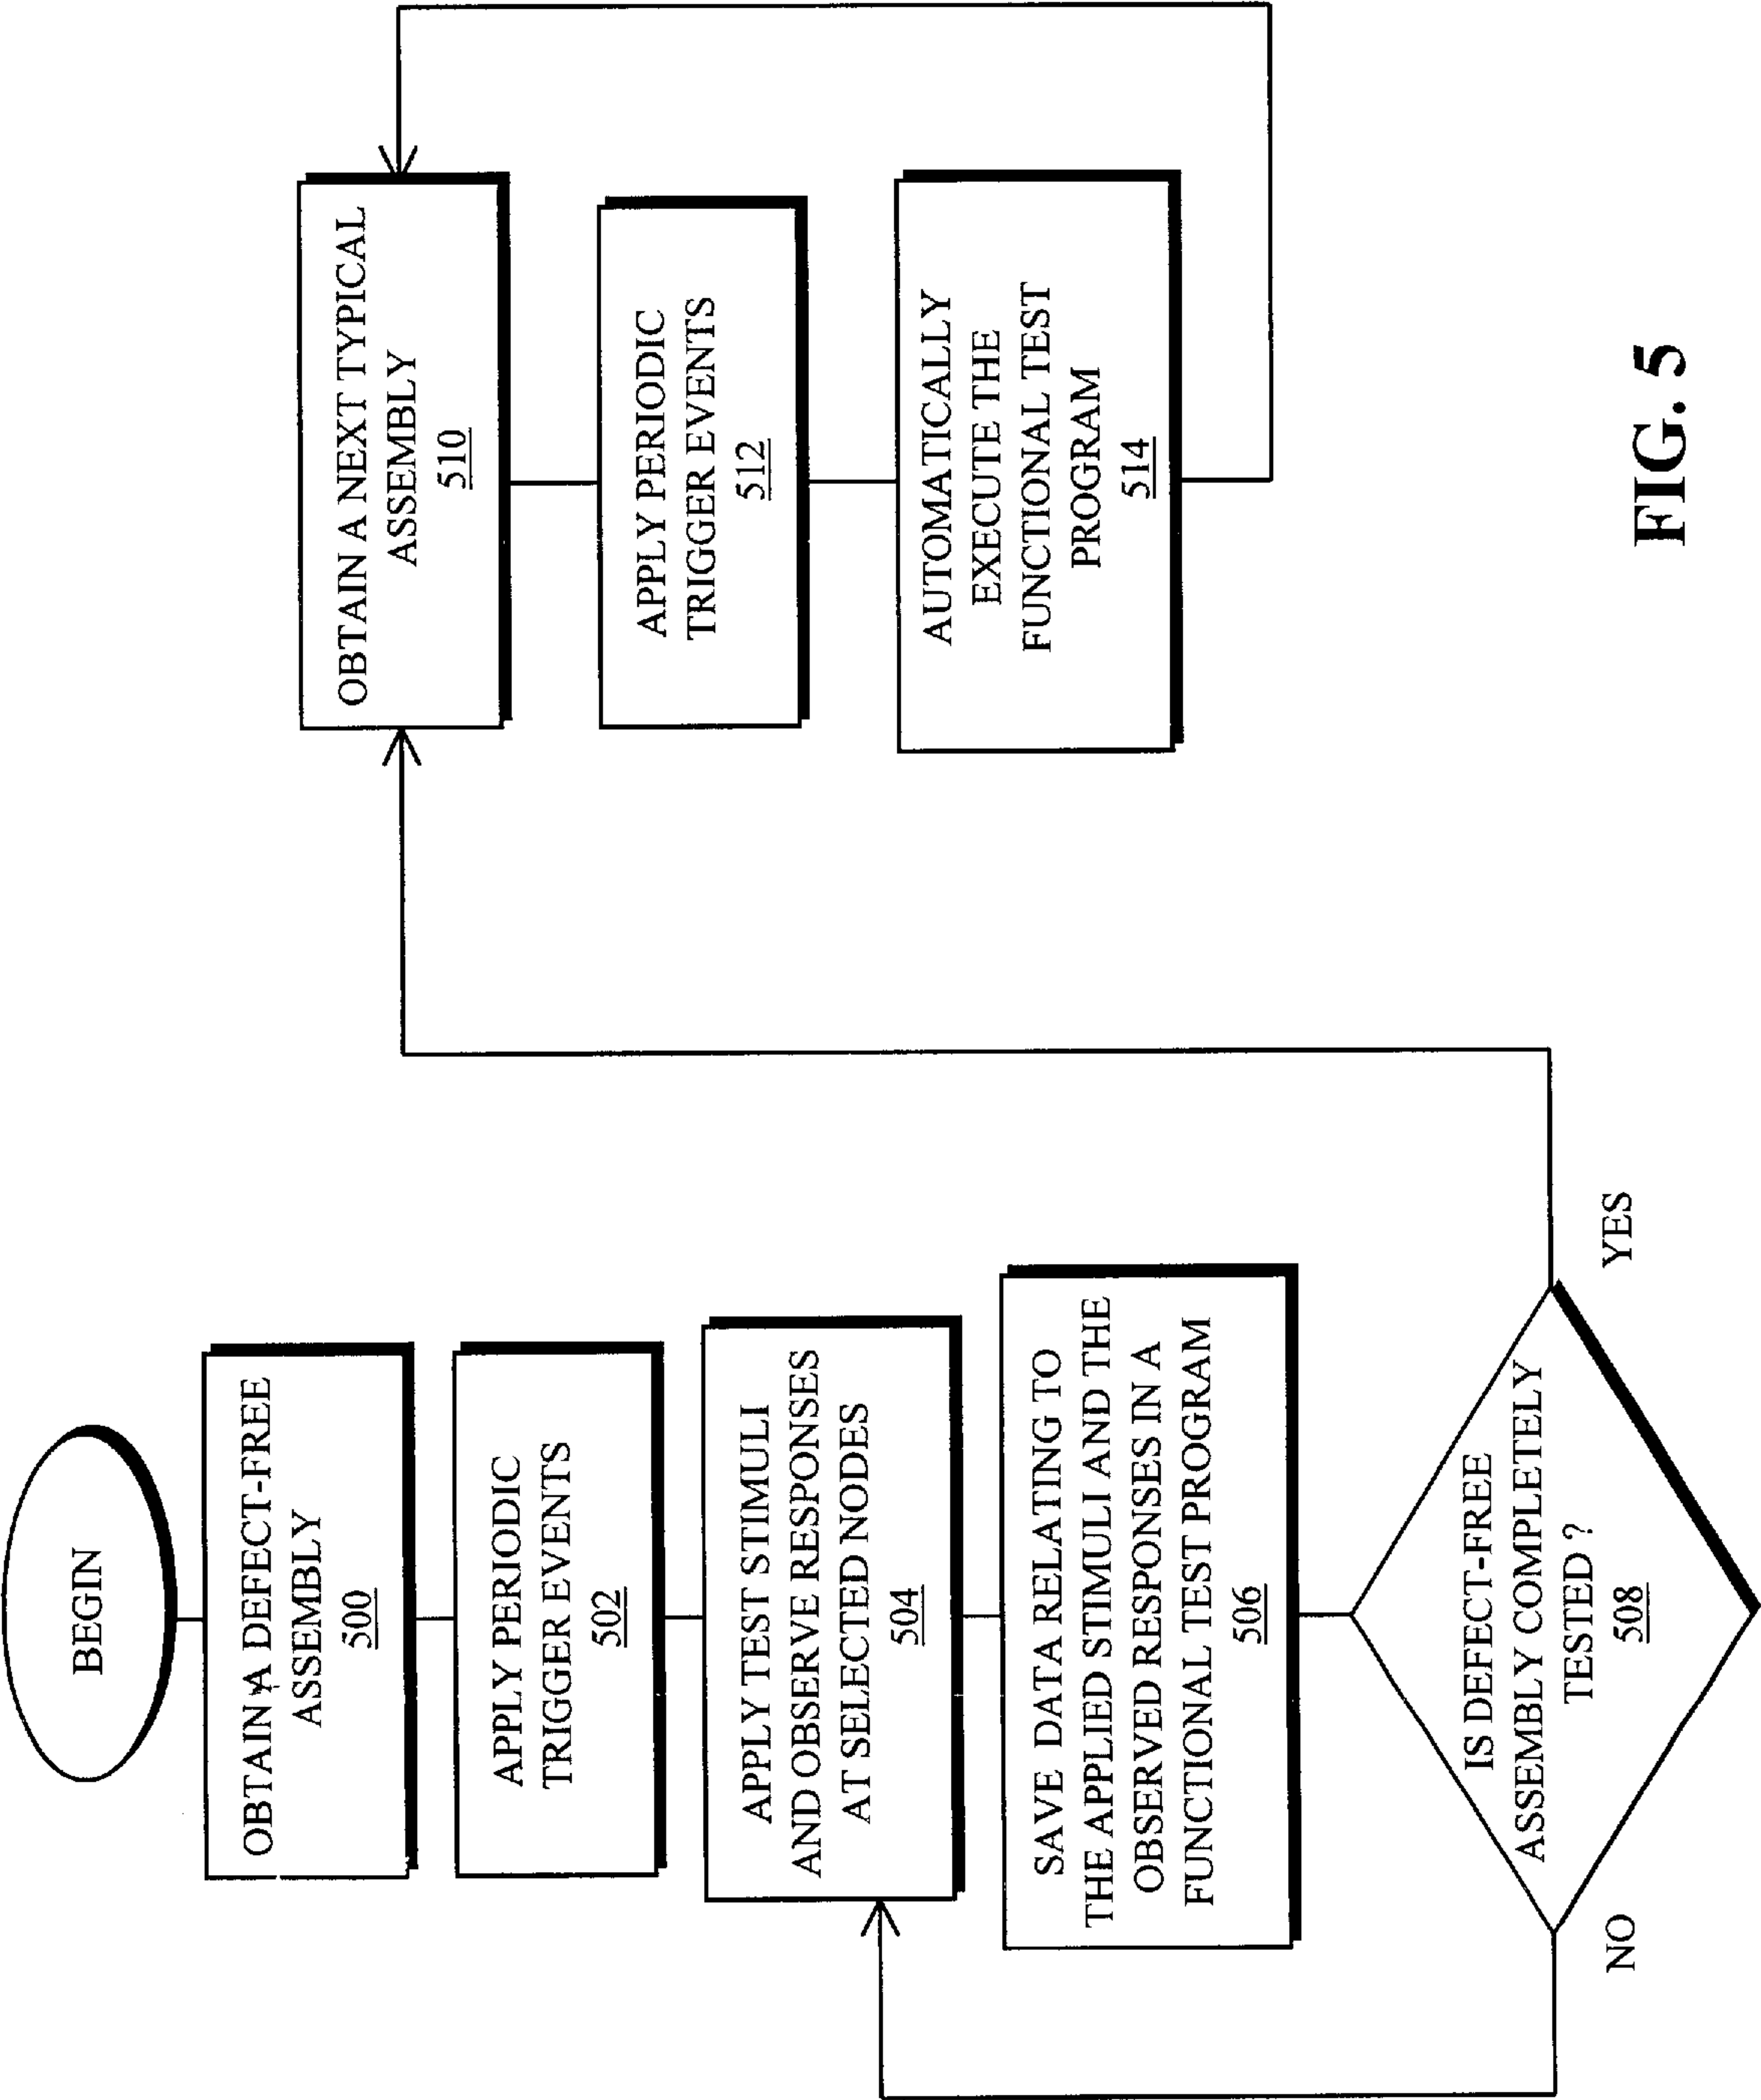 BEGIN
OBTAIN A DEFECT-FREE
ASSEMBLY
500
APPLY PERIODIC
TRIGGER EVENTS
502
APPLY TEST STIMULI
AND OBSERVE RESPONSES
AT SELECTED NODES
504
SAVE DATA RELATING TO
THE APPLIED STIMULI AND THE
OBSERVED RESPONSES IN A
FUNCTIONAL TEST PROGRAM
506
IS DEFECT-FREE
ASSEMBLY COMPLETELY
TESTED ?
508
NO
YES
OBTAIN A NEXT TYPICAL
ASSEMBLY
510
APPLY PERIODIC
TRIGGER EVENTS
512
AUTOMATICALLY
EXECUTE THE
FUNCTIONAL TEST
PROGRAM
514
FIG. 5